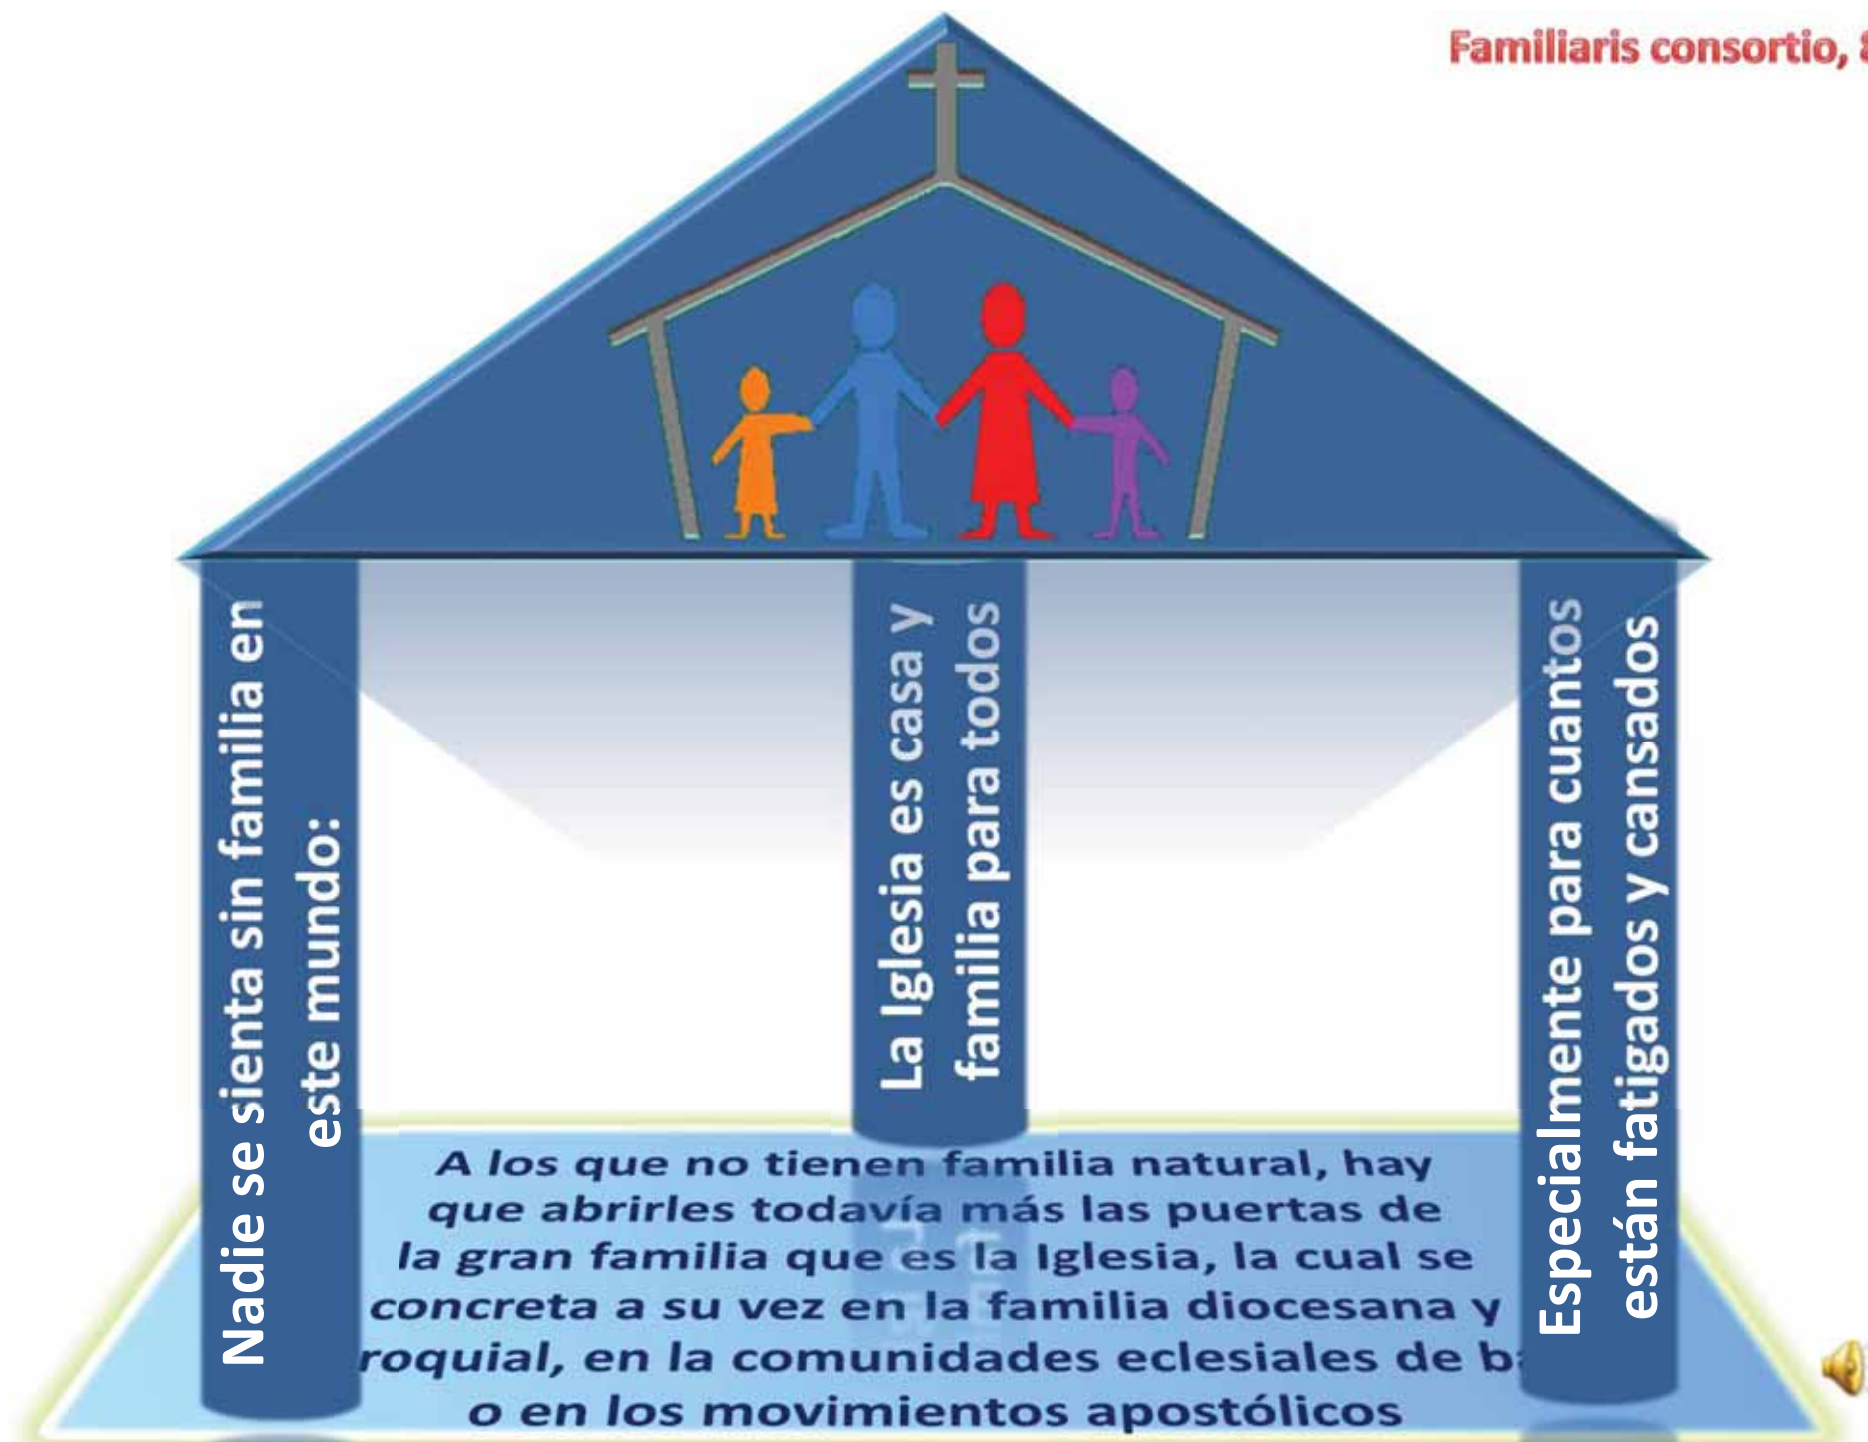 Familiaris consortio,
Nadie se sienta sin familia en
este mundo:
La Iglesia es casa y
familia para todos
Especialmente para cuantos
están fatigados y cansados
A los que no tienen familia natural, hay
que abrirles todavía más las puertas de
la gran familia que es la Iglesia, la cual se
concreta a su vez en la familia diocesana y
roquial, en la comunidades eclesiales de
o en los movimientos apostólicos